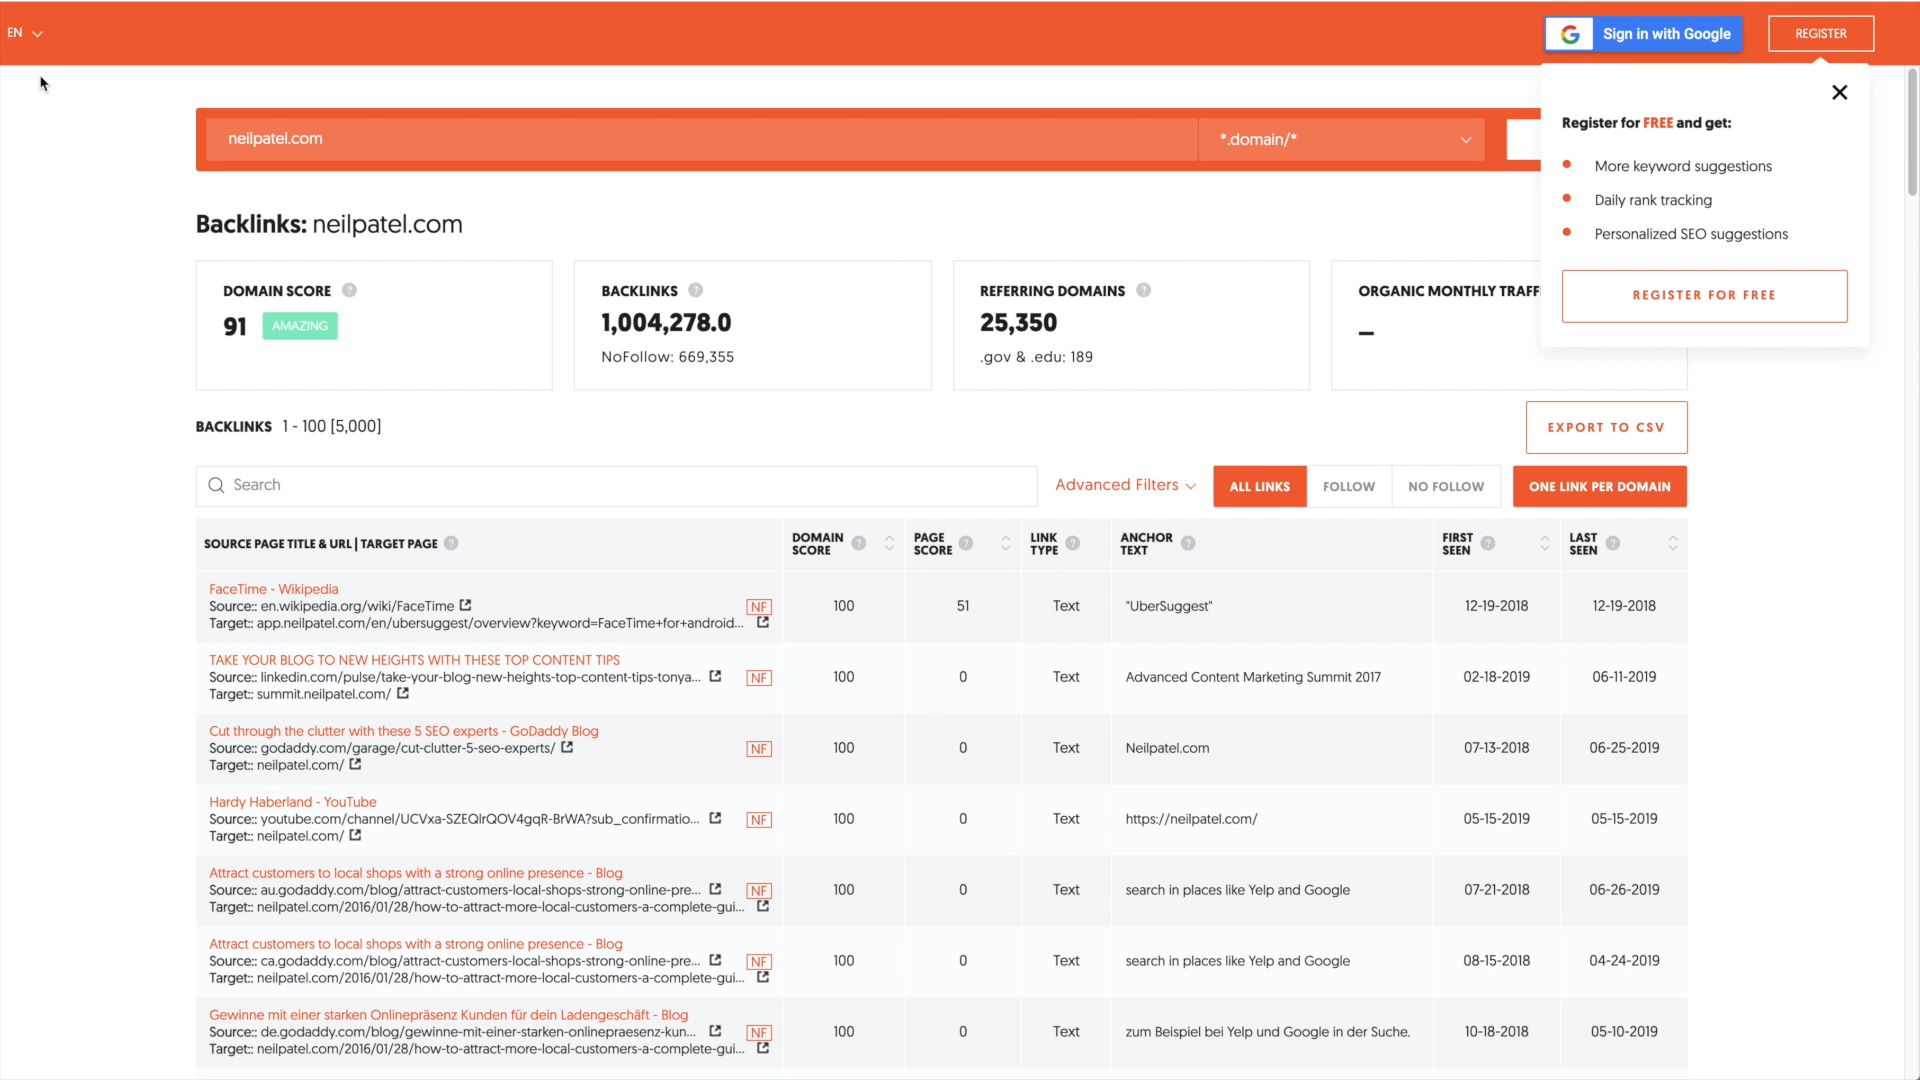 EN
Sign in with Google
REGISTER
neilpatel.com
*.domain/*
Register for FREE and get:
More keyword suggestions
Daily rank tracking
Personalized SEO suggestions
REGISTER FOR FREE
Backlinks: neilpatel.com
DOMAIN SCORE
91 AMAZING
BACKLINKS
1,004,278.0
NoFollow: 669,355
REFERRING DOMAINS
25,350
.gov & .edu: 189
ORGANIC MONTHLY TRAFF
–
BACKLINKS 1 - 100 [5,000]
EXPORT TO CSV
Search
Advanced Filters
ALL LINKS
FOLLOW
NO FOLLOW
ONE LINK PER DOMAIN
SOURCE PAGE TITLE & URL | TARGET PAGE
DOMAIN
SCORE
PAGE
SCORE
LINK
TYPE
ANCHOR
TEXT
FIRST
SEEN
LAST
SEEN
FaceTime - Wikipedia
Source:: en.wikipedia.org/wiki/FaceTime
Target:: app.neilpatel.com/en/ubersuggest/overview?keyword=FaceTime+for+android...
NF
100
51
Text
"UberSuggest"
12-19-2018
12-19-2018
TAKE YOUR BLOG TO NEW HEIGHTS WITH THESE TOP CONTENT TIPS
Source:: linkedin.com/pulse/take-your-blog-new-heights-top-content-tips-tonya...
Target:: summit.neilpatel.com/
NF
100
0
Text
Advanced Content Marketing Summit 2017
02-18-2019
06-11-2019
Cut through the clutter with these 5 SEO experts - GoDaddy Blog
Source:: godaddy.com/garage/cut-clutter-5-seo-experts/
Target:: neilpatel.com/
NF
100
0
Text
Neilpatel.com
07-13-2018
06-25-2019
Hardy Haberland - YouTube
Source:: youtube.com/channel/UCVxa-SZEQlrQOV4gqR-BrWA?sub_confirmatio...
Target:: neilpatel.com/
NF
100
0
Text
https://neilpatel.com/
05-15-2019
05-15-2019
Attract customers to local shops with a strong online presence - Blog
Source:: au.godaddy.com/blog/attract-customers-local-shops-strong-online-pre...
Target:: neilpatel.com/2016/01/28/how-to-attract-more-local-customers-a-complete-gui...
NF
100
0
Text
search in places like Yelp and Google
07-21-2018
06-26-2019
Attract customers to local shops with a strong online presence - Blog
Source:: ca.godaddy.com/blog/attract-customers-local-shops-strong-online-pre...
Target:: neilpatel.com/2016/01/28/how-to-attract-more-local-customers-a-complete-gui...
NF
100
0
Text
search in places like Yelp and Google
08-15-2018
04-24-2019
Gewinne mit einer starken Onlinepräsenz Kunden für dein Ladengeschäft - Blog
Source:: de.godaddy.com/blog/gewinne-mit-einer-starken-onlinepraesenz-kun...
Target:: neilpatel.com/2016/01/28/how-to-attract-more-local-customers-a-complete-gui...
NF
100
0
Text
zum Beispiel bei Yelp und Google in der Suche.
10-18-2018
05-10-2019